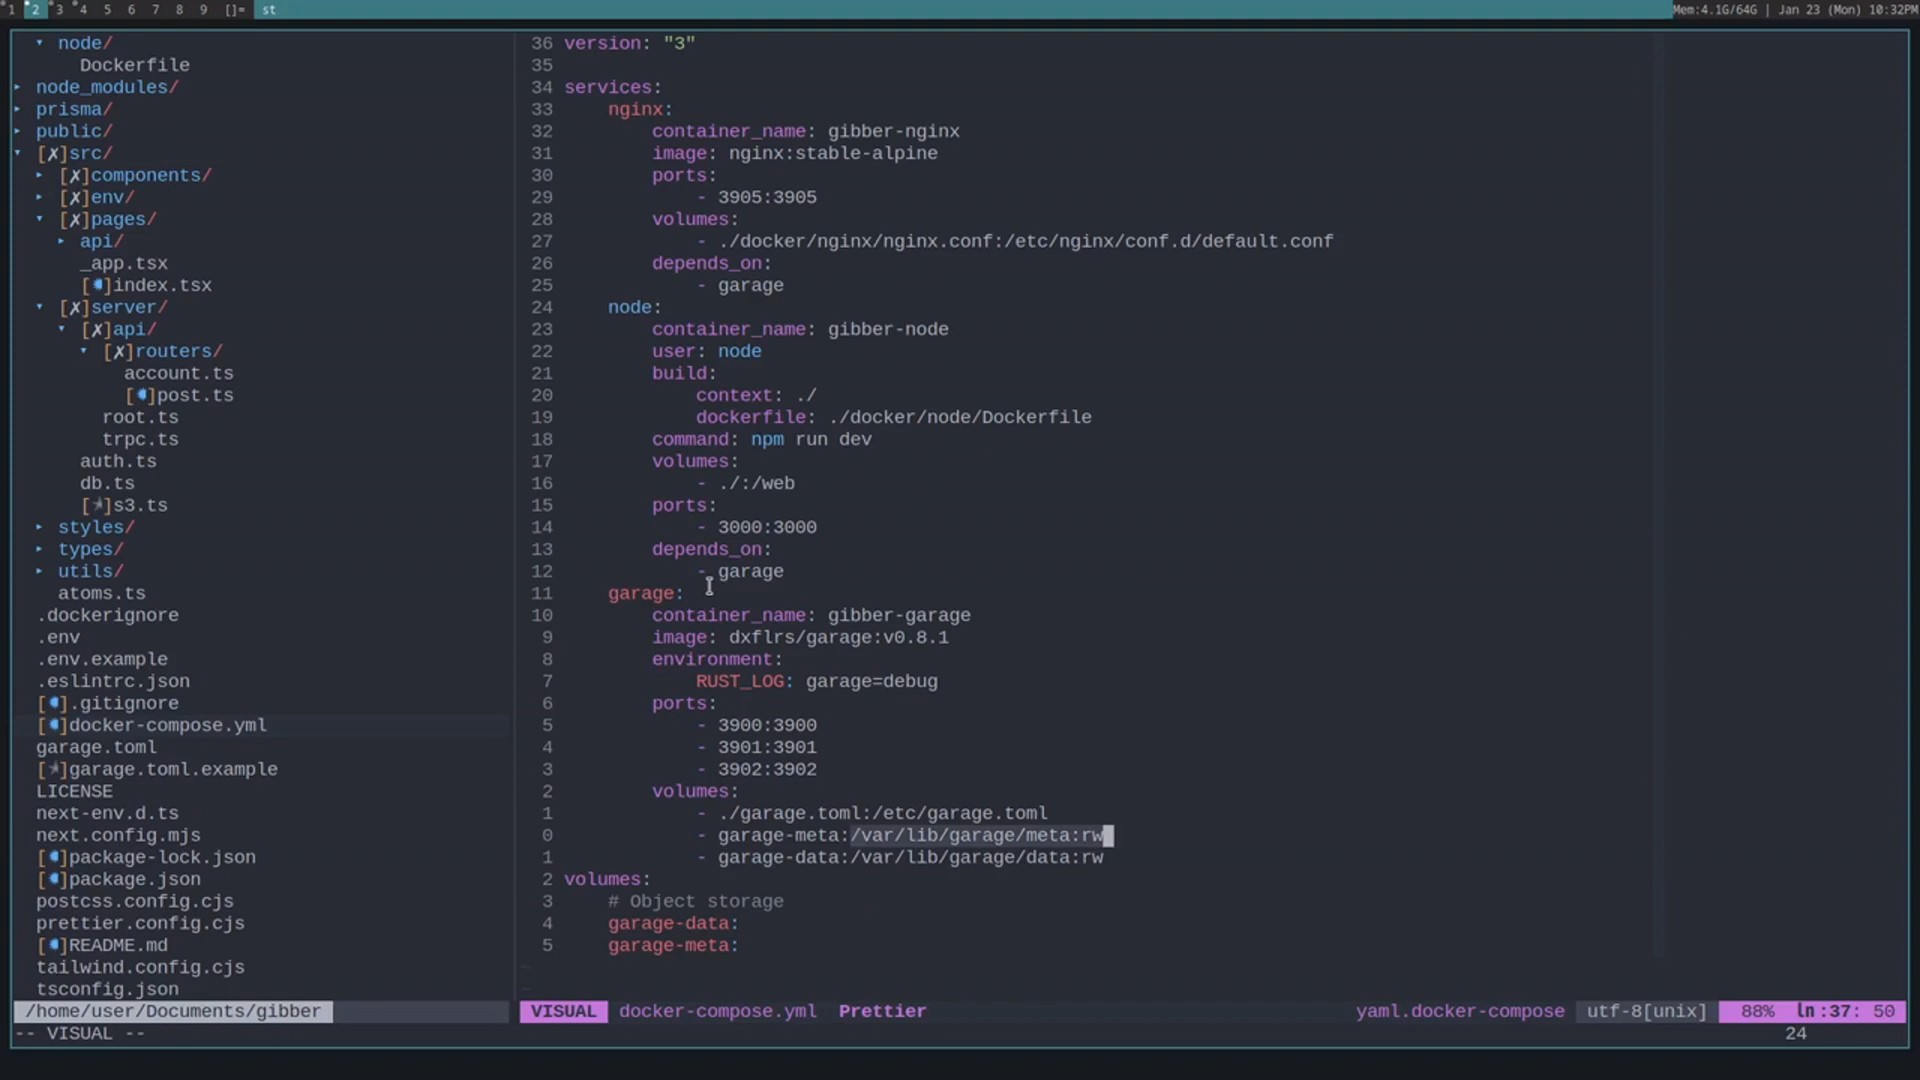 1 2 3 4 5 6 7 8 9 []= st Mem:4.1G/64G | Jan 23 (Mon) 10:32PM
▾ node/
Dockerfile
▸ node_modules/
▸ prisma/
▸ public/
▾ [✗]src/
▸ [✗]components/
▸ [✗]env/
▾ [✗]pages/
▸ api/
_app.tsx
[●]index.tsx
▾ [✗]server/
▾ [✗]api/
▾ [✗]routers/
account.ts
[●]post.ts
root.ts
trpc.ts
auth.ts
db.ts
[★]s3.ts
▸ styles/
▸ types/
▸ utils/
atoms.ts
.dockerignore
.env
.env.example
.eslintrc.json
[●].gitignore
[●]docker-compose.yml
garage.toml
[★]garage.toml.example
LICENSE
next-env.d.ts
next.config.mjs
[●]package-lock.json
[●]package.json
postcss.config.cjs
prettier.config.cjs
[●]README.md
tailwind.config.cjs
tsconfig.json
/home/user/Documents/gibber
36 version: "3"
35
34 services:
33 nginx:
32 container_name: gibber-nginx
31 image: nginx:stable-alpine
30 ports:
29 - 3905:3905
28 volumes:
27 - ./docker/nginx/nginx.conf:/etc/nginx/conf.d/default.conf
26 depends_on:
25 - garage
24 node:
23 container_name: gibber-node
22 user: node
21 build:
20 context: ./
19 dockerfile: ./docker/node/Dockerfile
18 command: npm run dev
17 volumes:
16 - ./:/web
15 ports:
14 - 3000:3000
13 depends_on:
12 - garage
11 garage:
10 container_name: gibber-garage
9 image: dxflrs/garage:v0.8.1
8 environment:
7 RUST_LOG: garage=debug
6 ports:
5 - 3900:3900
4 - 3901:3901
3 - 3902:3902
2 volumes:
1 - ./garage.toml:/etc/garage.toml
0 - garage-meta:/var/lib/garage/meta:rw
1 - garage-data:/var/lib/garage/data:rw
2 volumes:
3 # Object storage
4 garage-data:
5 garage-meta:
~
~
VISUAL docker-compose.yml Prettier yaml.docker-compose utf-8[unix] 88% ln:37: 50
-- VISUAL -- 24